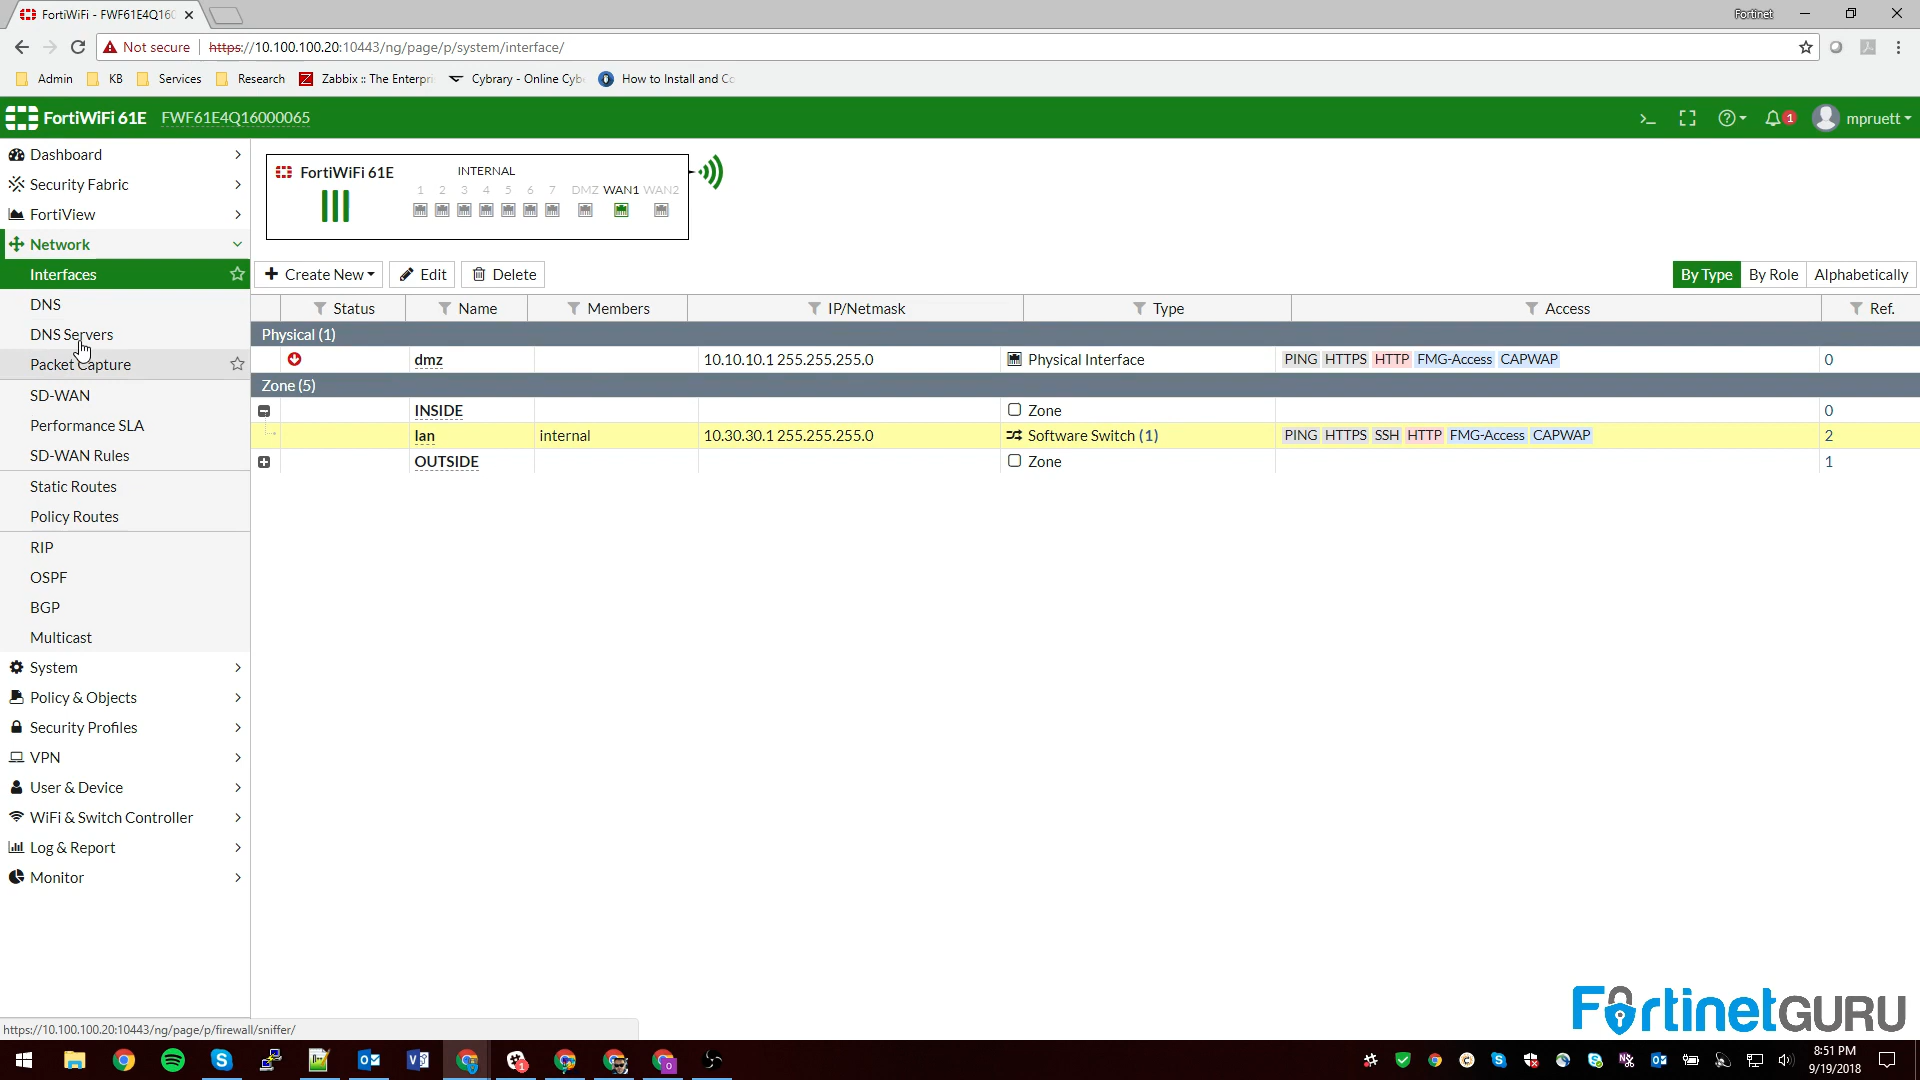 FortiWiFi - FWF61E4Q16(
Fortinet
Not secure
https://10.100.100.20:10443/ng/page/p/system/interface/
Admin
KB
Services
Research
Zabbix :: The Enterpri
Cybrary - Online Cyb
How to Install and Co
FortiWiFi 61E
FWF61E4Q16000065
1
mpruett
Dashboard
Security Fabric
FortiView
Network
Interfaces
DNS
DNS Servers
Packet Capture
SD-WAN
Performance SLA
SD-WAN Rules
Static Routes
Policy Routes
RIP
OSPF
BGP
Multicast
System
Policy & Objects
Security Profiles
VPN
User & Device
WiFi & Switch Controller
Log & Report
Monitor
FortiWiFi 61E
INTERNAL
1 2 3 4 5 6 7 DMZ WAN1 WAN2
Create New
Edit
Delete
By Type
By Role
Alphabetically
Status Name Members IP/Netmask Type Access Ref.
Physical (1)
dmz 10.10.10.1 255.255.255.0 Physical Interface PING HTTPS HTTP FMG-Access CAPWAP 0
Zone (5)
INSIDE Zone 0
lan internal 10.30.30.1 255.255.255.0 Software Switch (1) PING HTTPS SSH HTTP FMG-Access CAPWAP 2
OUTSIDE Zone 1
FortinetGURU
https://10.100.100.20:10443/ng/page/p/firewall/sniffer/
8:51 PM
9/19/2018